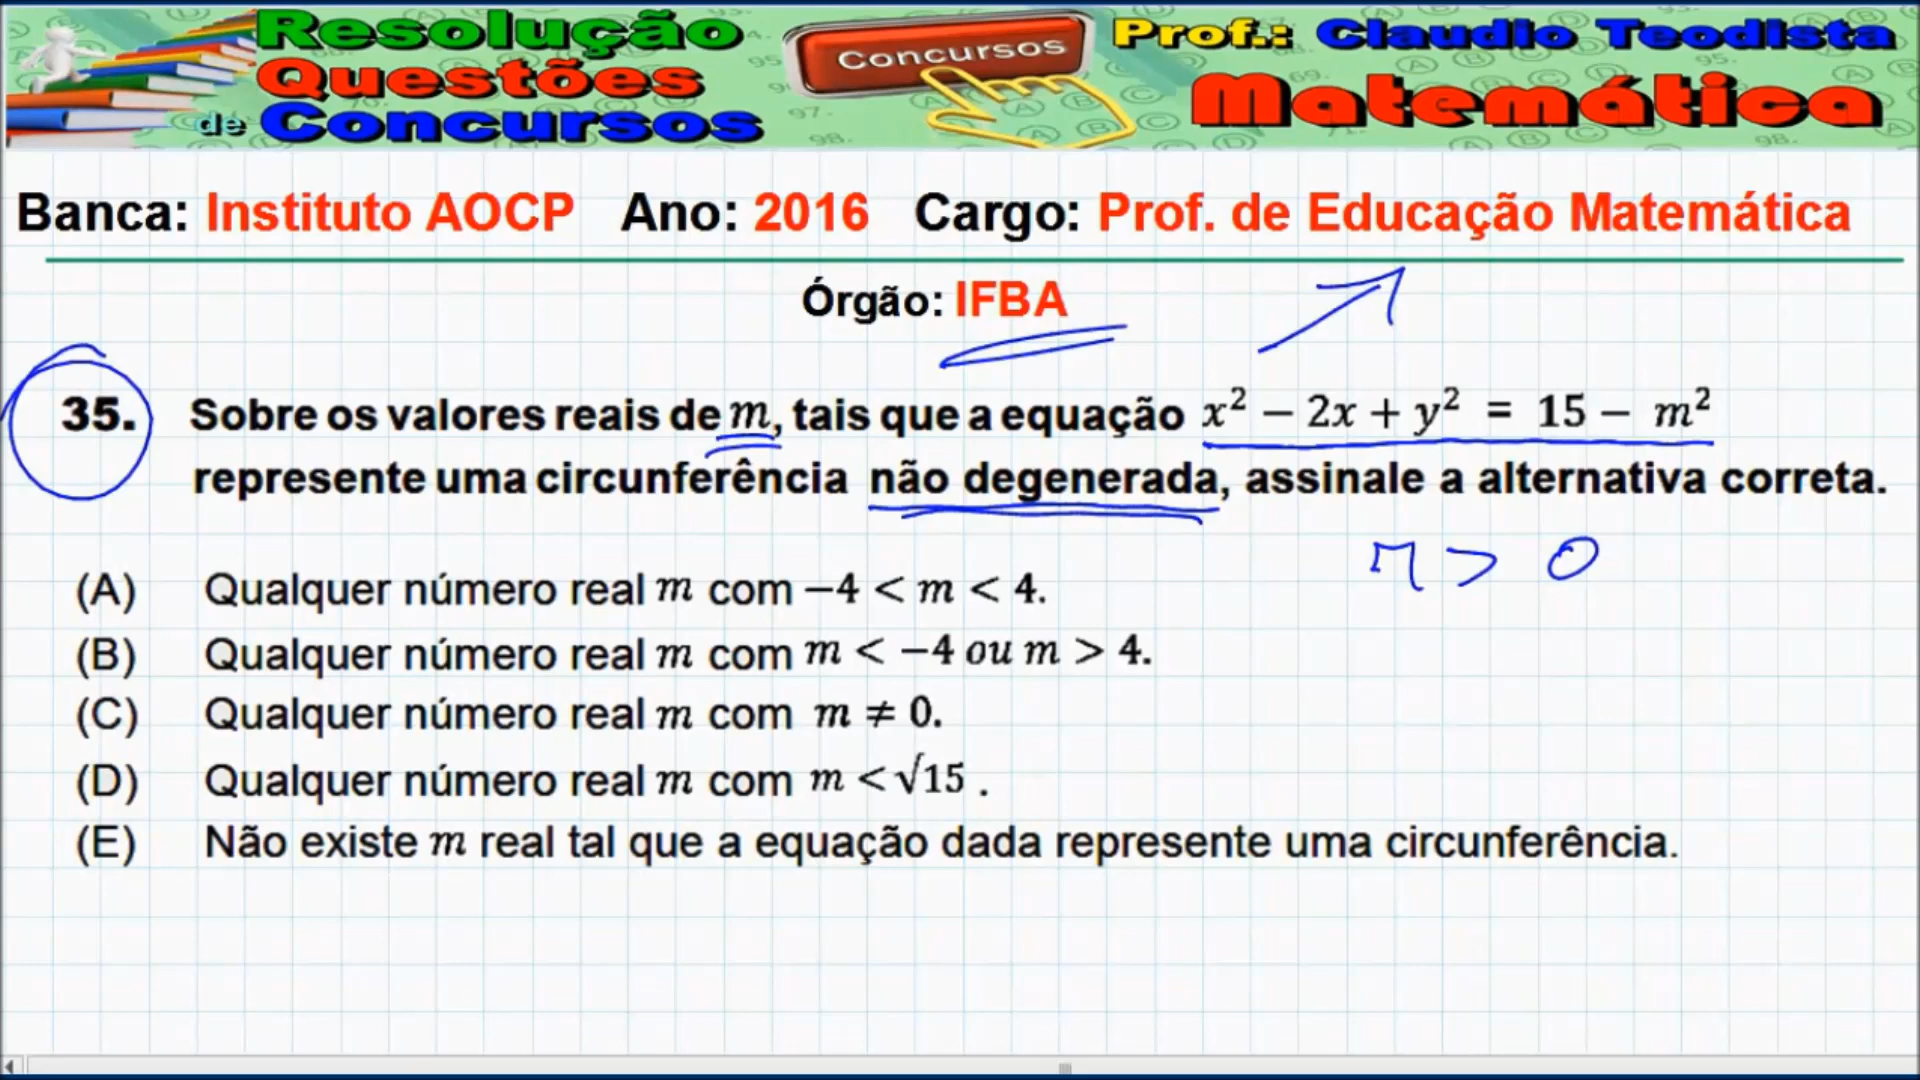 Resolução
Questões
de Concursos
Concursos
Prof.: Claudio Teodista
Matemática
Banca: Instituto AOCP Ano: 2016 Cargo: Prof. de Educação Matemática
Órgão: IFBA
35. Sobre os valores reais de m, tais que a equação x² − 2x + y² = 15 − m²
represente uma circunferência não degenerada, assinale a alternativa correta.
r > 0
(A) Qualquer número real m com −4 < m < 4.
(B) Qualquer número real m com m < −4 ou m > 4.
(C) Qualquer número real m com m ≠ 0.
(D) Qualquer número real m com m < √15 .
(E) Não existe m real tal que a equação dada represente uma circunferência.